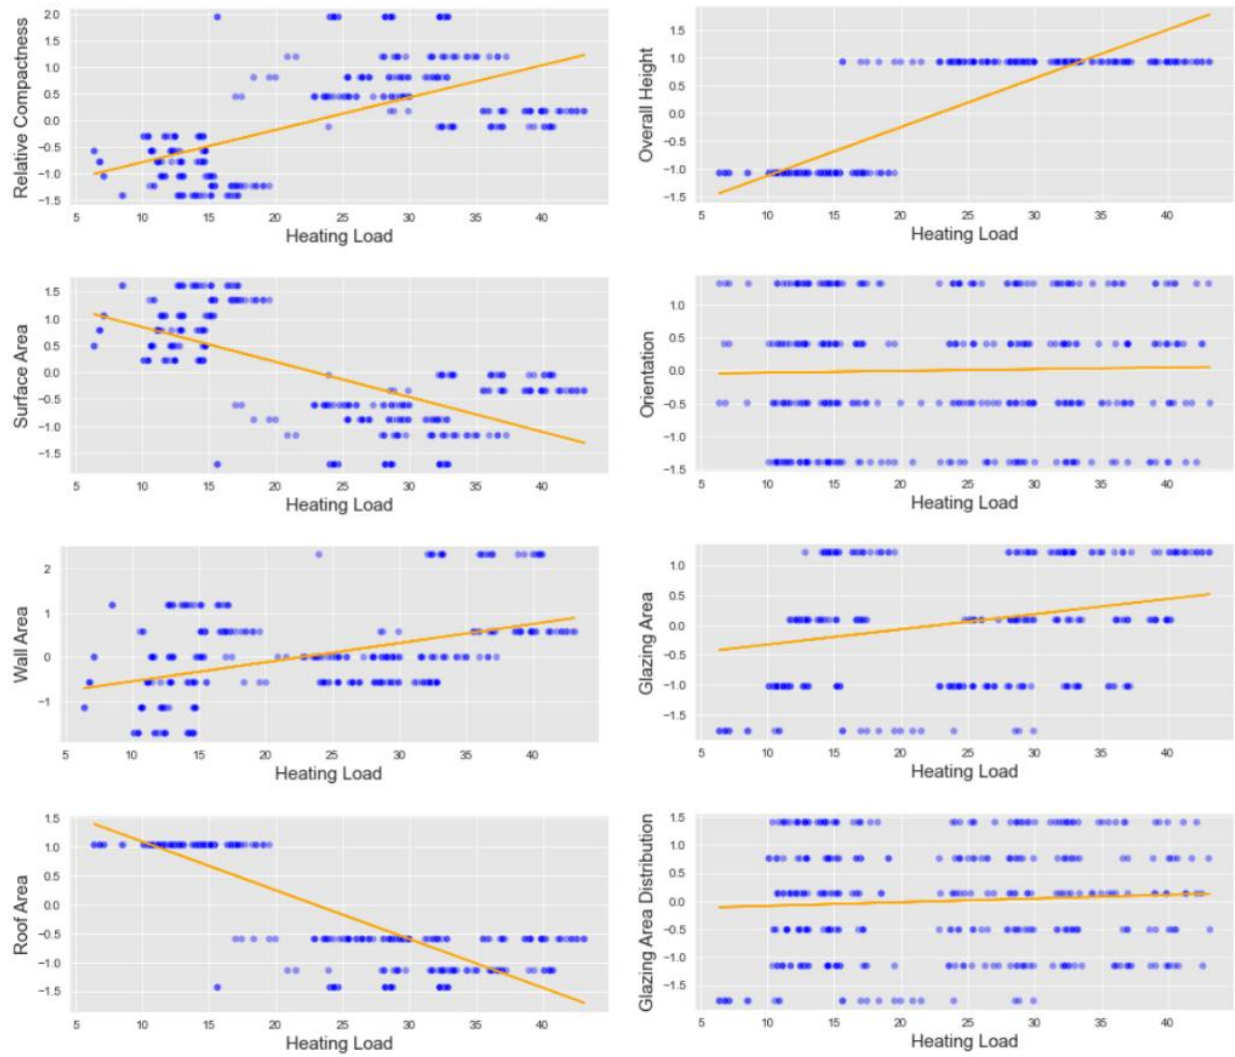 Relative Compactness
2.0
1.5
1.0
0.5
0.0
−0.5
−1.0
−1.5
5 10 15 20 25 30 35 40
Heating Load
Overall Height
1.5
1.0
0.5
0.0
−0.5
−1.0
−1.5
5 10 15 20 25 30 35 40
Heating Load
Surface Area
1.5
1.0
0.5
0.0
−0.5
−1.0
−1.5
5 10 15 20 25 30 35 40
Heating Load
Orientation
1.0
0.5
0.0
−0.5
−1.0
−1.5
5 10 15 20 25 30 35 40
Heating Load
Wall Area
2
1
0
−1
5 10 15 20 25 30 35 40
Heating Load
Glazing Area
1.0
0.5
0.0
−0.5
−1.0
−1.5
5 10 15 20 25 30 35 40
Heating Load
Roof Area
1.5
1.0
0.5
0.0
−0.5
−1.0
−1.5
5 10 15 20 25 30 35 40
Heating Load
Glazing Area Distribution
1.5
1.0
0.5
0.0
−0.5
−1.0
−1.5
5 10 15 20 25 30 35 40
Heating Load